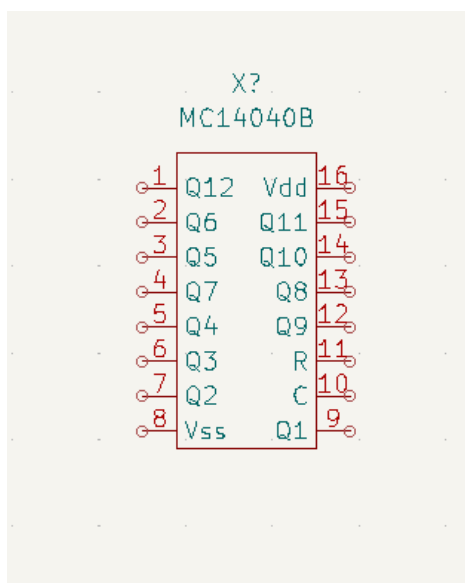 X?
MC14040B
1 Q12 Vdd 16
2 Q6 Q11 15
3 Q5 Q10 14
4 Q7 Q8 13
5 Q4 Q9 12
6 Q3 R 11
7 Q2 C 10
8 Vss Q1 9